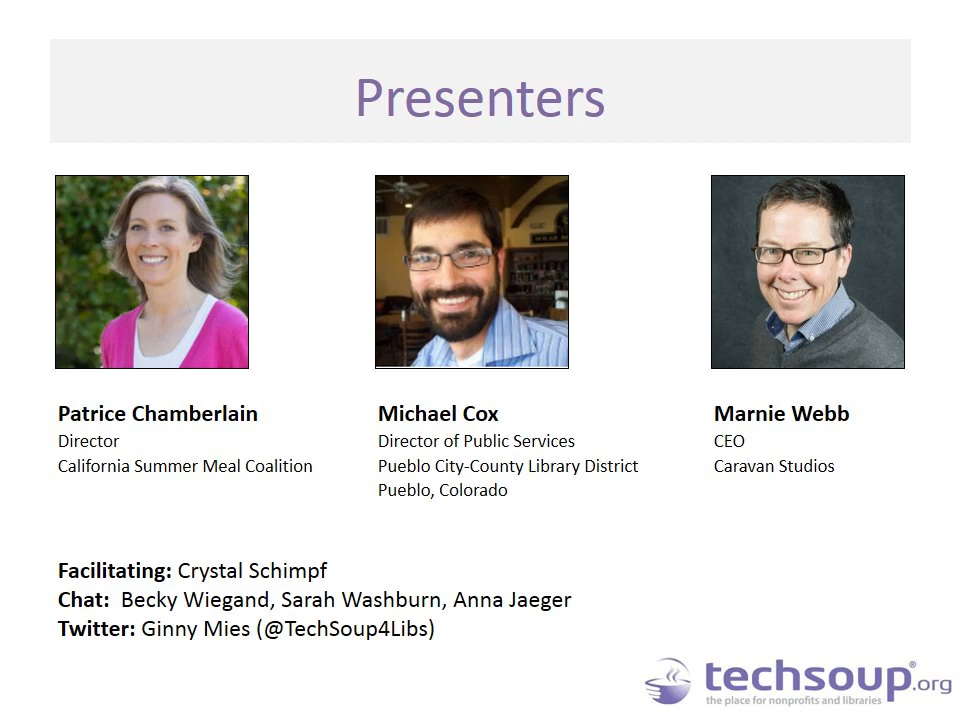 Presenters
Patrice Chamberlain
Director
California Summer Meal Coalition
Michael Cox
Director of Public Services
Pueblo City-County Library District
Pueblo, Colorado
Marnie Webb
CEO
Caravan Studios
Facilitating: Crystal Schimpf
Chat: Becky Wiegand, Sarah Washburn, Anna Jaeger
Twitter: Ginny Mies (@TechSoup4Libs)
techsoup®.org
the place for nonprofits and libraries